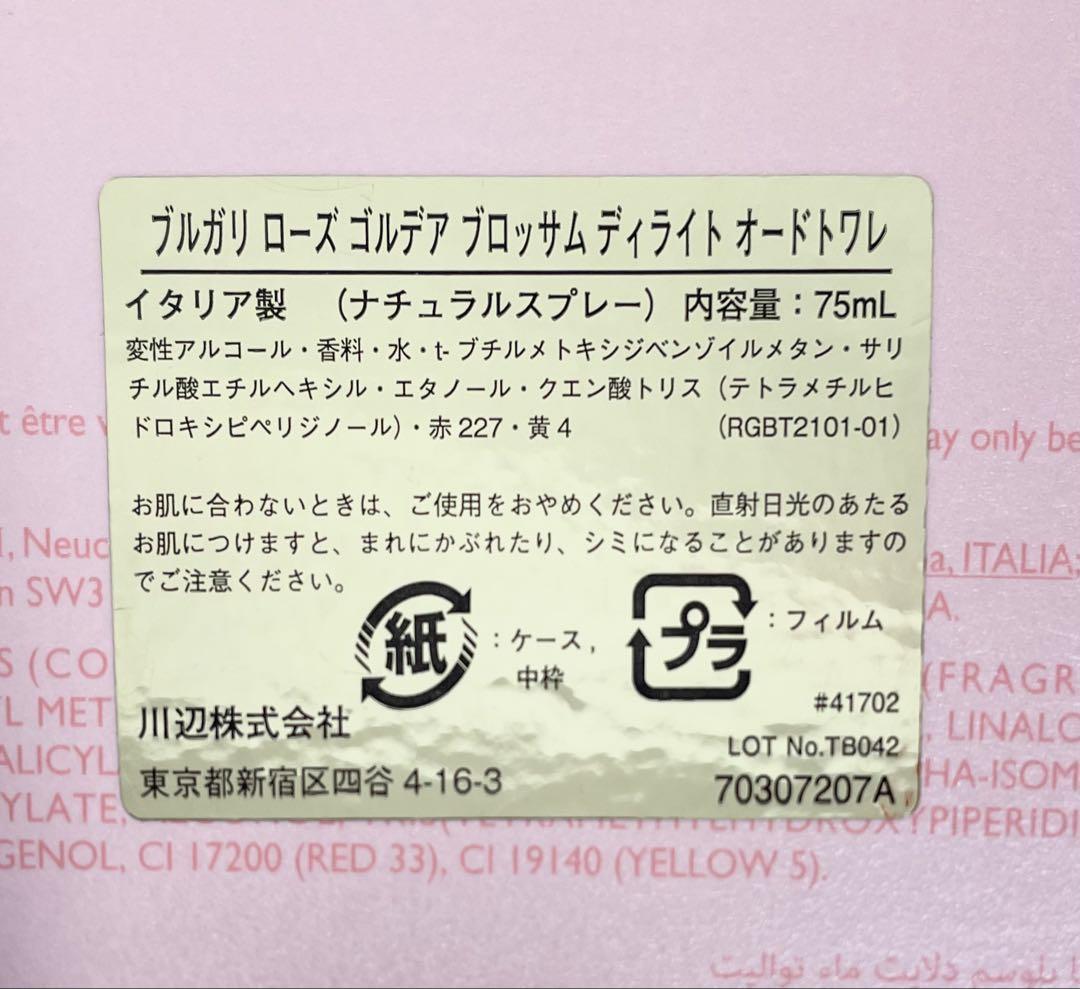 ブルガリ ローズ ゴルデア ブロッサム ディライト オードトワレ
イタリア製 （ナチュラルスプレー） 内容量：75mL
変性アルコール・香料・水・t- ブチルメトキシジベンゾイルメタン・サリ
チル酸エチルヘキシル・エタノール・クエン酸トリス（テトラメチルヒ
ドロキシピペリジノール）・赤 227・黄 4 （RGBT2101-01）
お肌に合わないときは、ご使用をおやめください。直射日光のあたる
お肌につけますと、まれにかぶれたり、シミになることがありますの
でご注意ください。
紙 ：ケース，
中枠
プラ ：フィルム
#41702
川辺株式会社
LOT No.TB042
東京都新宿区四谷 4-16-3
70307207A
t être
ay only be
, Neuc
a, ITALIA;
n SW3
A.
S (CO
(FRAGR
YL MET
, LINALO
ALICYL
HA-ISOM
YLATE,
YPIPERIDI
GENOL, CI 17200 (RED 33), CI 19140 (YELLOW 5).
بلوسم دلايت ماء تواليت